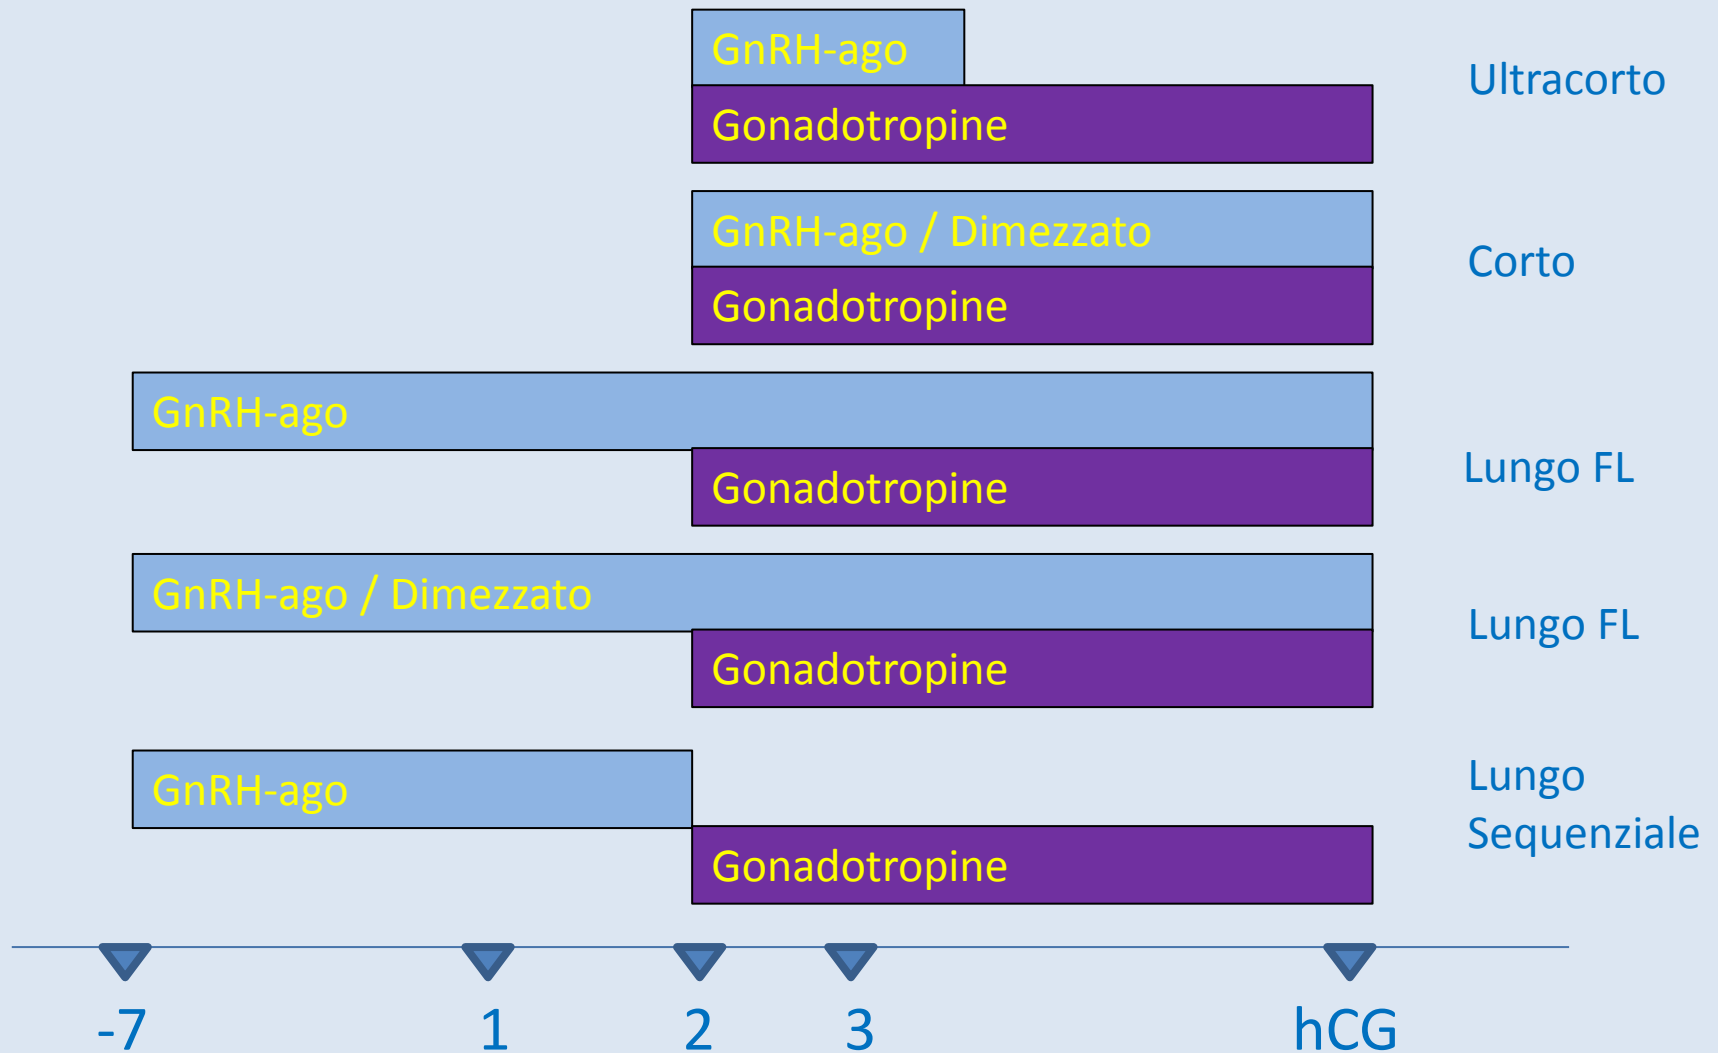 GnRH-ago
Ultracorto
Gonadotropine
GnRH-ago / Dimezzato
Corto
Gonadotropine
GnRH-ago
Lungo FL
Gonadotropine
GnRH-ago / Dimezzato
Lungo FL
Gonadotropine
GnRH-ago
Lungo
Sequenziale
Gonadotropine
-7 1 2 3 hCG